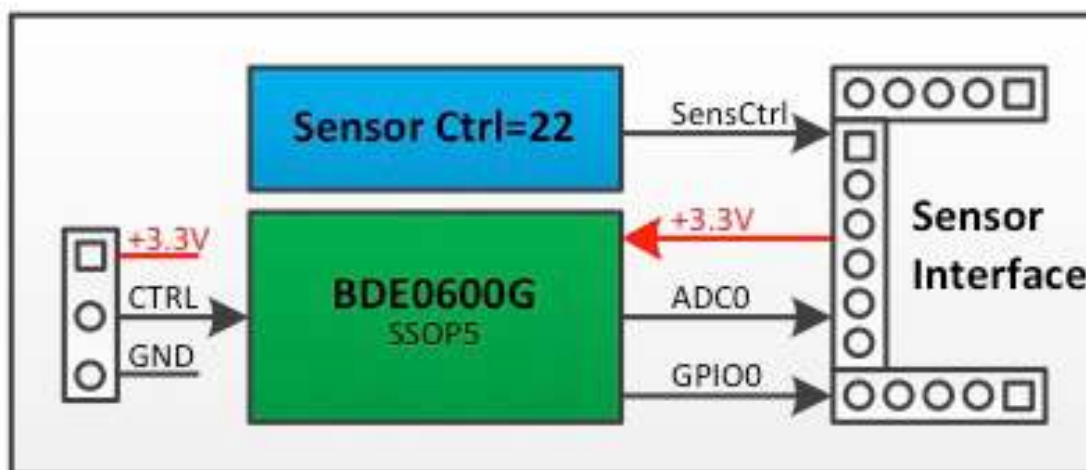 Sensor Ctrl=22
SensCtrl
+3.3V
CTRL
GND
BDE0600G
SSOP5
+3.3V
ADC0
GPIO0
Sensor
Interface